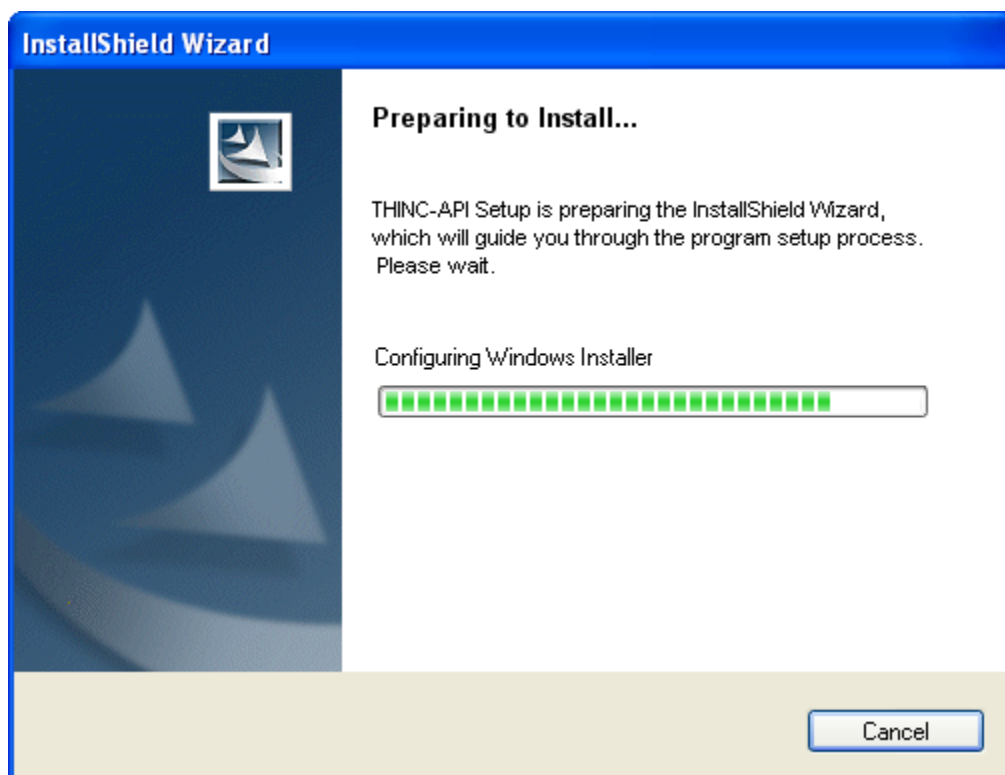 InstallShield Wizard
Preparing to Install...
THINC-API Setup is preparing the InstallShield Wizard,
which will guide you through the program setup process.
Please wait.
Configuring Windows Installer
Cancel